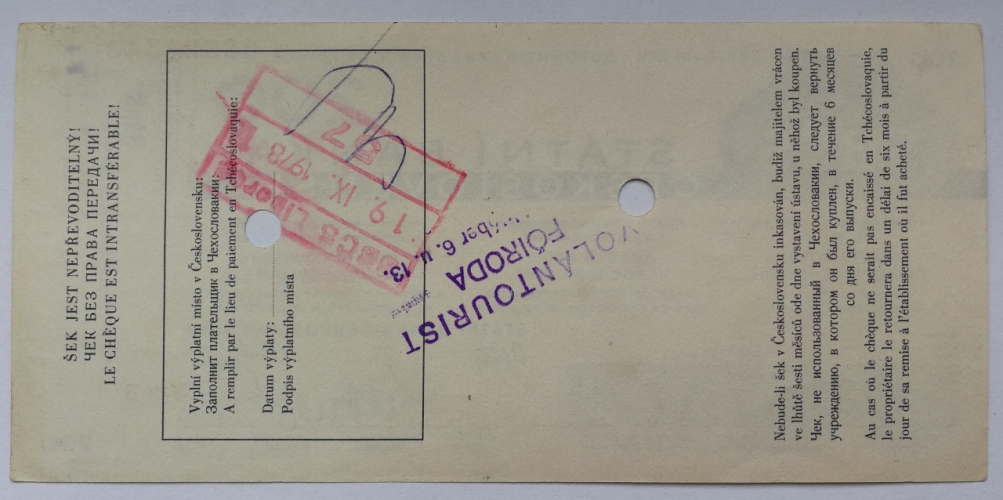 ŠEK JEST NEPŘEVODITELNÝ!
ЧЕК БЕЗ ПРАВА ПЕРЕДАЧИ!
LE CHÈQUE EST INTRANSFÉRABLE!
Vyplní výplatní místo v Československu:
Заполнит плательщик в Чехословакии:
A remplir par le lieu de paiement en Tchécoslovaquie:
Datum výplaty:
Podpis výplatního místa
SBČS
19. IX. 1978
57
VOLÁNTOURIST
FŐIRODA
6. u. 13.
Nebude-li šek v Československu inkasován, budiž majitelem vrácen
ve lhůtě šesti měsíců ode dne vystavení ústavu, u něhož byl koupen.
Чек, не использованный в Чехословакии, следует вернуть
учреждению, в котором он был куплен, в течение 6 месяцев
со дня его выпуски.
Au cas où le chèque ne serait pas encaissé en Tchécoslovaquie,
le propriétaire le retournera dans un délai de six mois à partir du
jour de sa remise à l'établissement où il fut acheté.